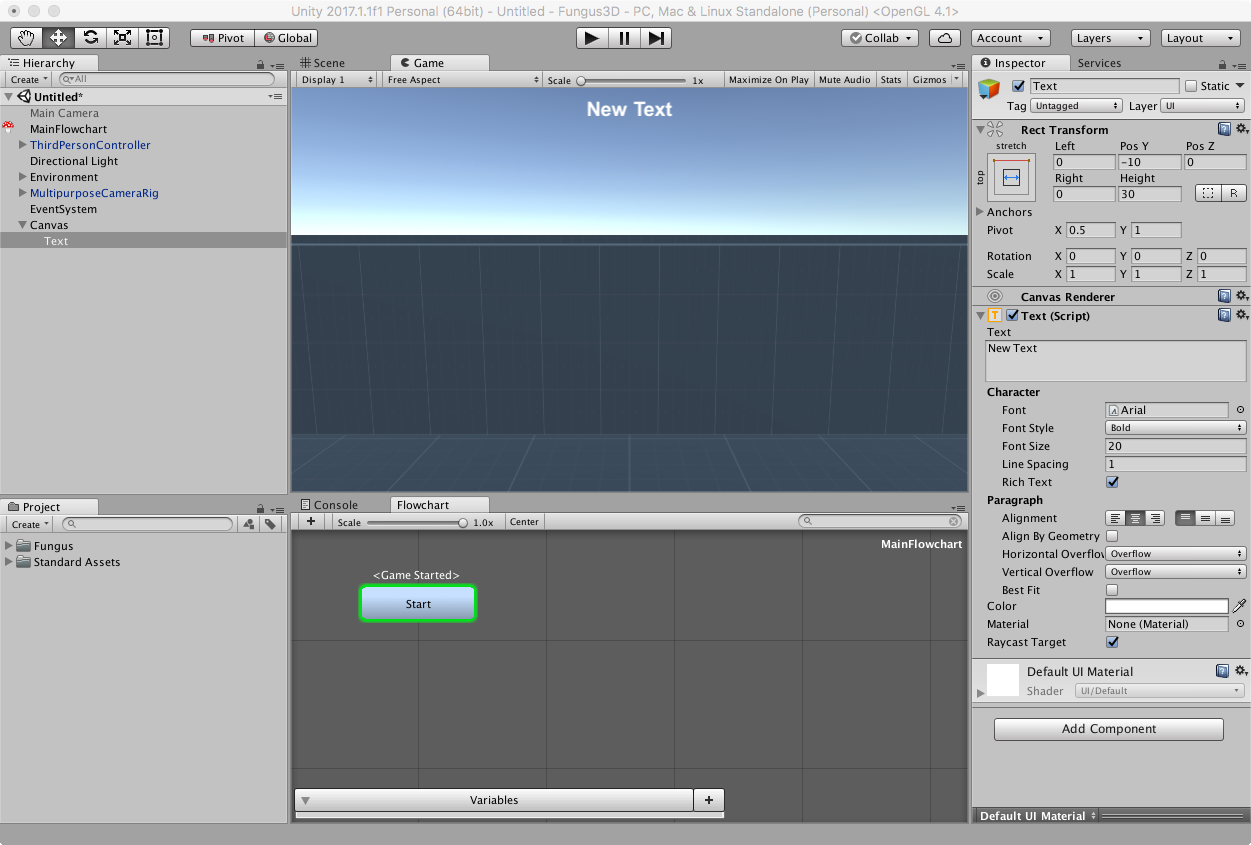 Unity 2017.1.1f1 Personal (64bit) - Untitled - Fungus3D - PC, Mac & Linux Standalone (Personal) <OpenGL 4.1>
Pivot Global Collab Account Layers Layout
Hierarchy
Create All
Untitled*
Main Camera
MainFlowchart
ThirdPersonController
Directional Light
Environment
MultipurposeCameraRig
EventSystem
Canvas
Text
Scene Game
Display 1 Free Aspect Scale 1x Maximize On Play Mute Audio Stats Gizmos
New Text
Project
Create
Fungus
Standard Assets
Console Flowchart
+ Scale 1.0x Center
MainFlowchart
<Game Started>
Start
Variables +
Inspector Services
Text Static
Tag Untagged Layer UI
Rect Transform
stretch Left Pos Y Pos Z
top 0 -10 0
Right Height
0 30 R
Anchors
Pivot X 0.5 Y 1
Rotation X 0 Y 0 Z 0
Scale X 1 Y 1 Z 1
Canvas Renderer
T Text (Script)
Text
New Text
Character
Font Arial
Font Style Bold
Font Size 20
Line Spacing 1
Rich Text
Paragraph
Alignment
Align By Geometry
Horizontal Overflow Overflow
Vertical Overflow Overflow
Best Fit
Color
Material None (Material)
Raycast Target
Default UI Material
Shader UI/Default
Add Component
Default UI Material